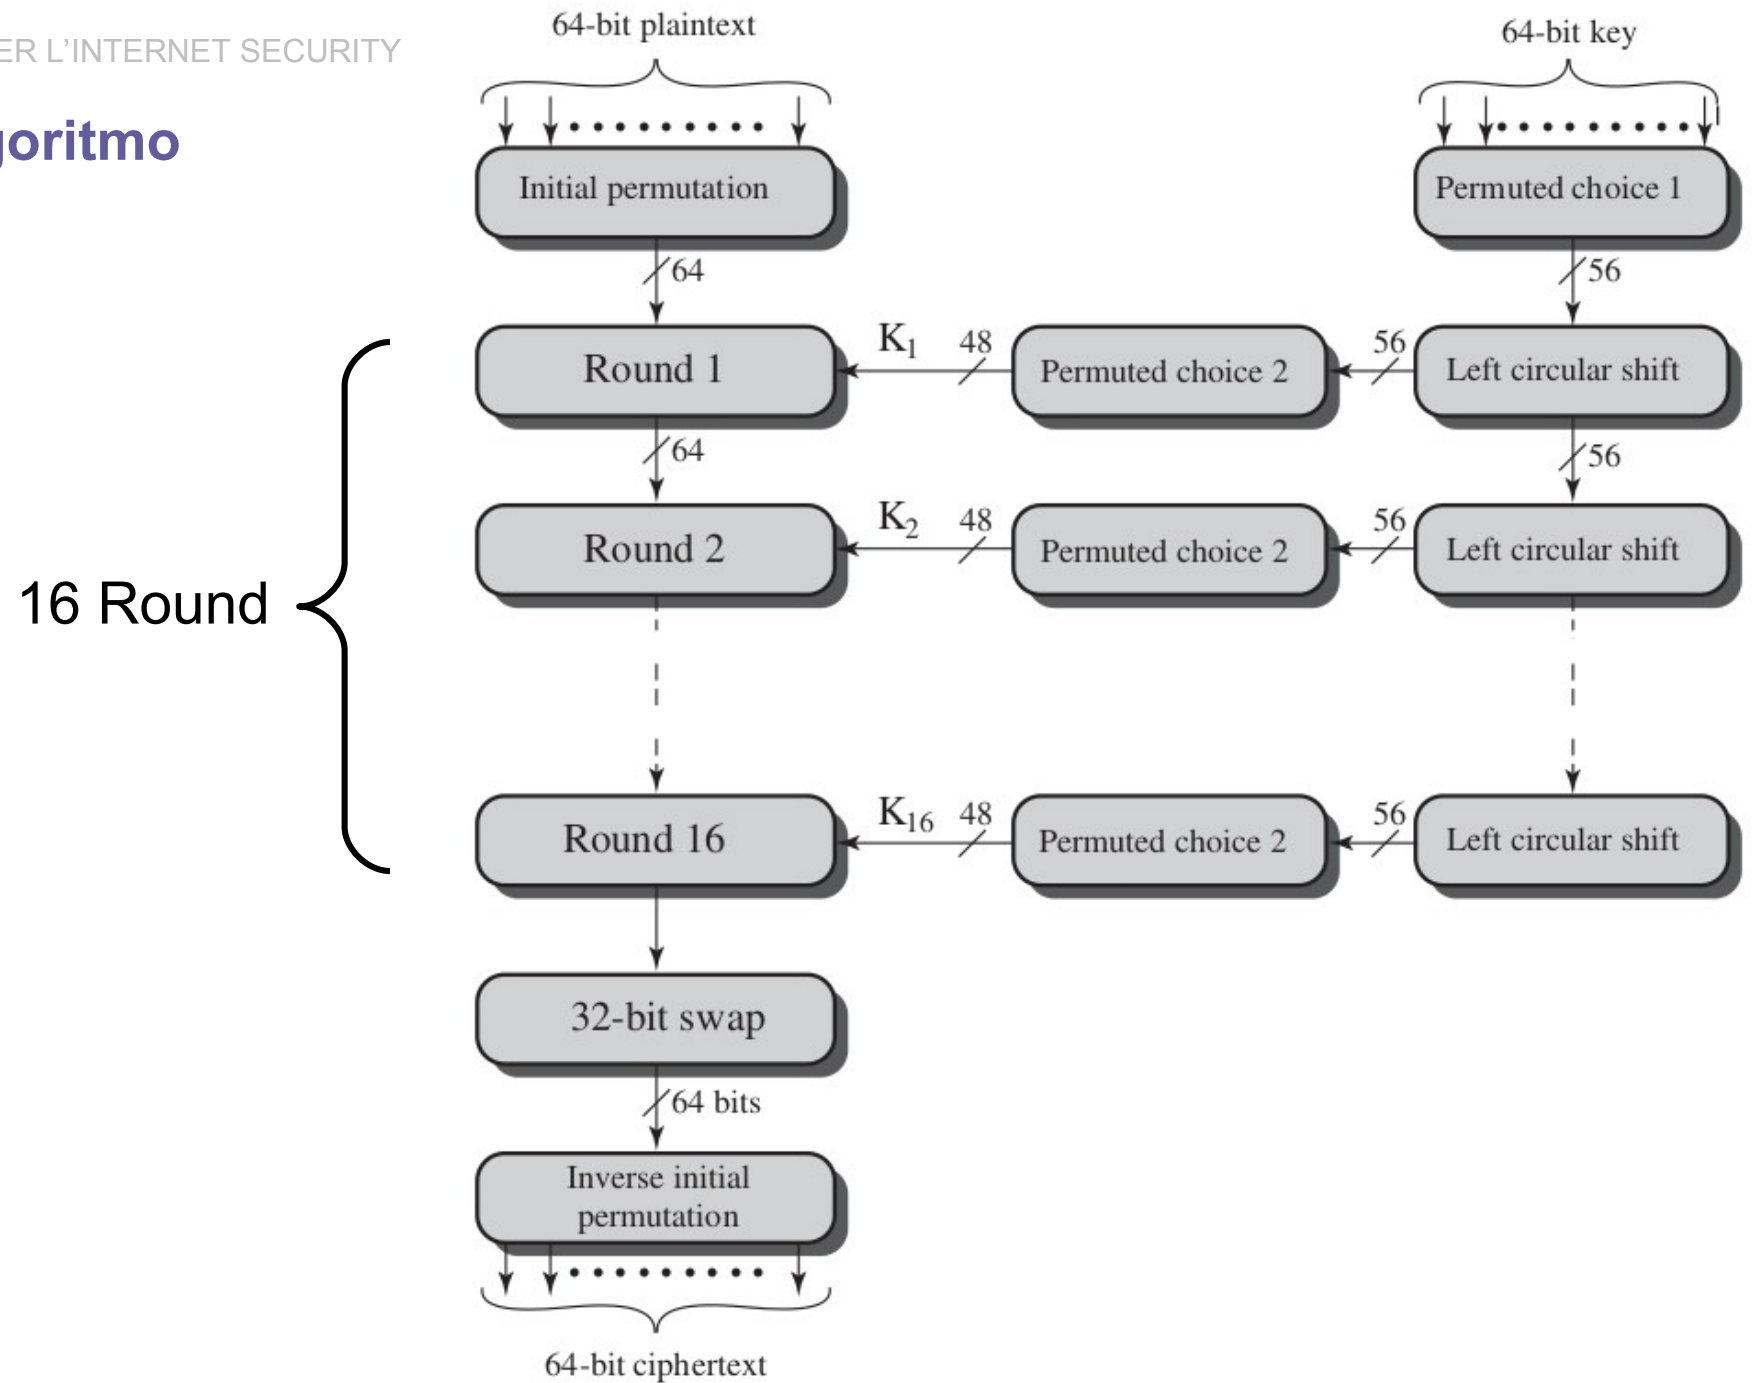 ER L’INTERNET SECURITY
goritmo
64-bit plaintext
64-bit key
Initial permutation
Permuted choice 1
64
56
Round 1
K1
48
Permuted choice 2
56
Left circular shift
64
56
Round 2
K2
48
Permuted choice 2
56
Left circular shift
16 Round
Round 16
K16
48
Permuted choice 2
56
Left circular shift
32-bit swap
64 bits
Inverse initial
permutation
64-bit ciphertext